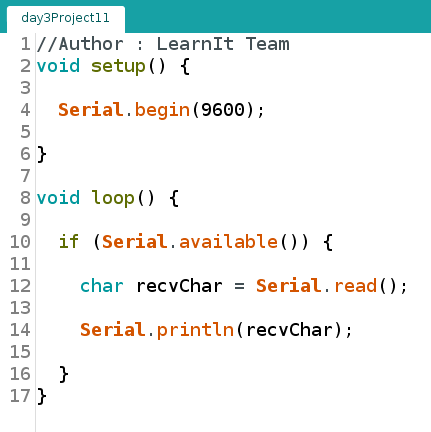 day3Project11
1 //Author : LearnIt Team
2 void setup() {
3
4 Serial.begin(9600);
5
6 }
7
8 void loop() {
9
10 if (Serial.available()) {
11
12 char recvChar = Serial.read();
13
14 Serial.println(recvChar);
15
16 }
17 }